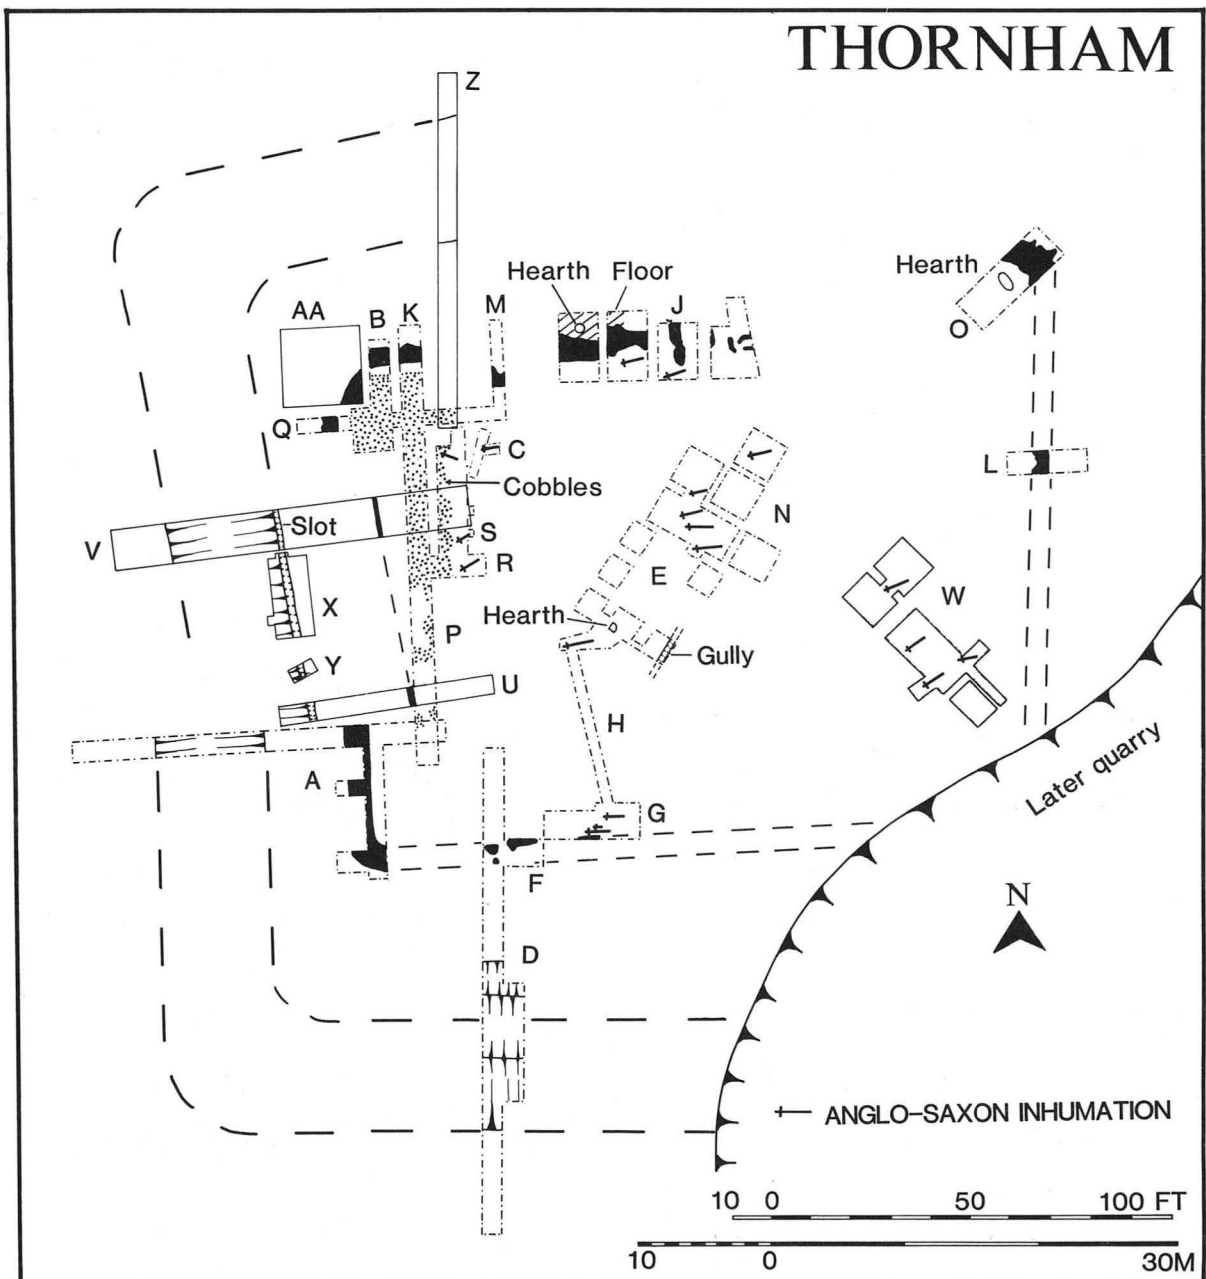 THORNHAM
Z
Hearth
Floor
Hearth
O
AA
B
K
M
J
Q
C
Cobbles
L
N
V
Slot
S
R
E
X
W
Hearth
P
Gully
Y
U
H
A
Later quarry
G
F
N
D
ANGLO-SAXON INHUMATION
10 0 50 100 FT
10 0 30M